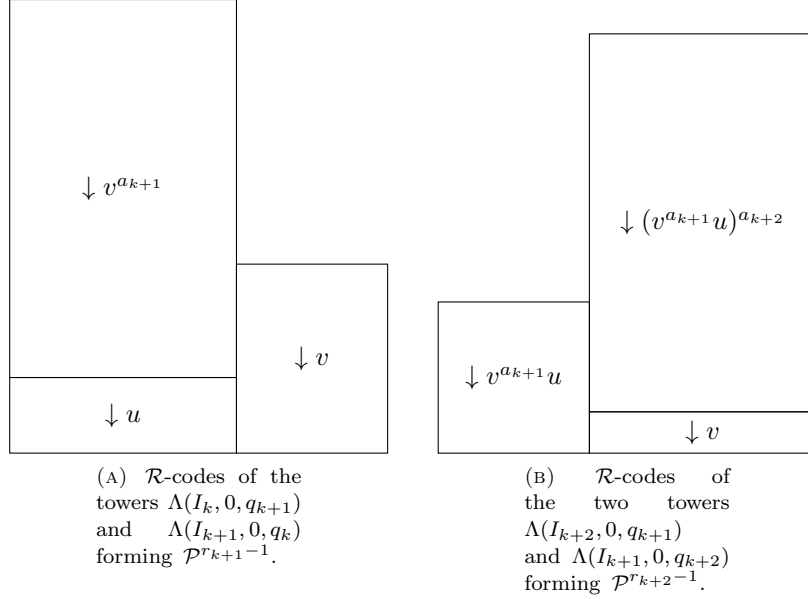 ↓ v^{a_{k+1}}
↓ u
↓ v
(A) R-codes of the
towers Λ(I_k, 0, q_{k+1})
and Λ(I_{k+1}, 0, q_k)
forming P^{r_{k+1}−1}.
↓ (v^{a_{k+1}}u)^{a_{k+2}}
↓ v^{a_{k+1}}u
↓ v
(B) R-codes of
the two towers
Λ(I_{k+2}, 0, q_{k+1})
and Λ(I_{k+1}, 0, q_{k+2})
forming P^{r_{k+2}−1}.